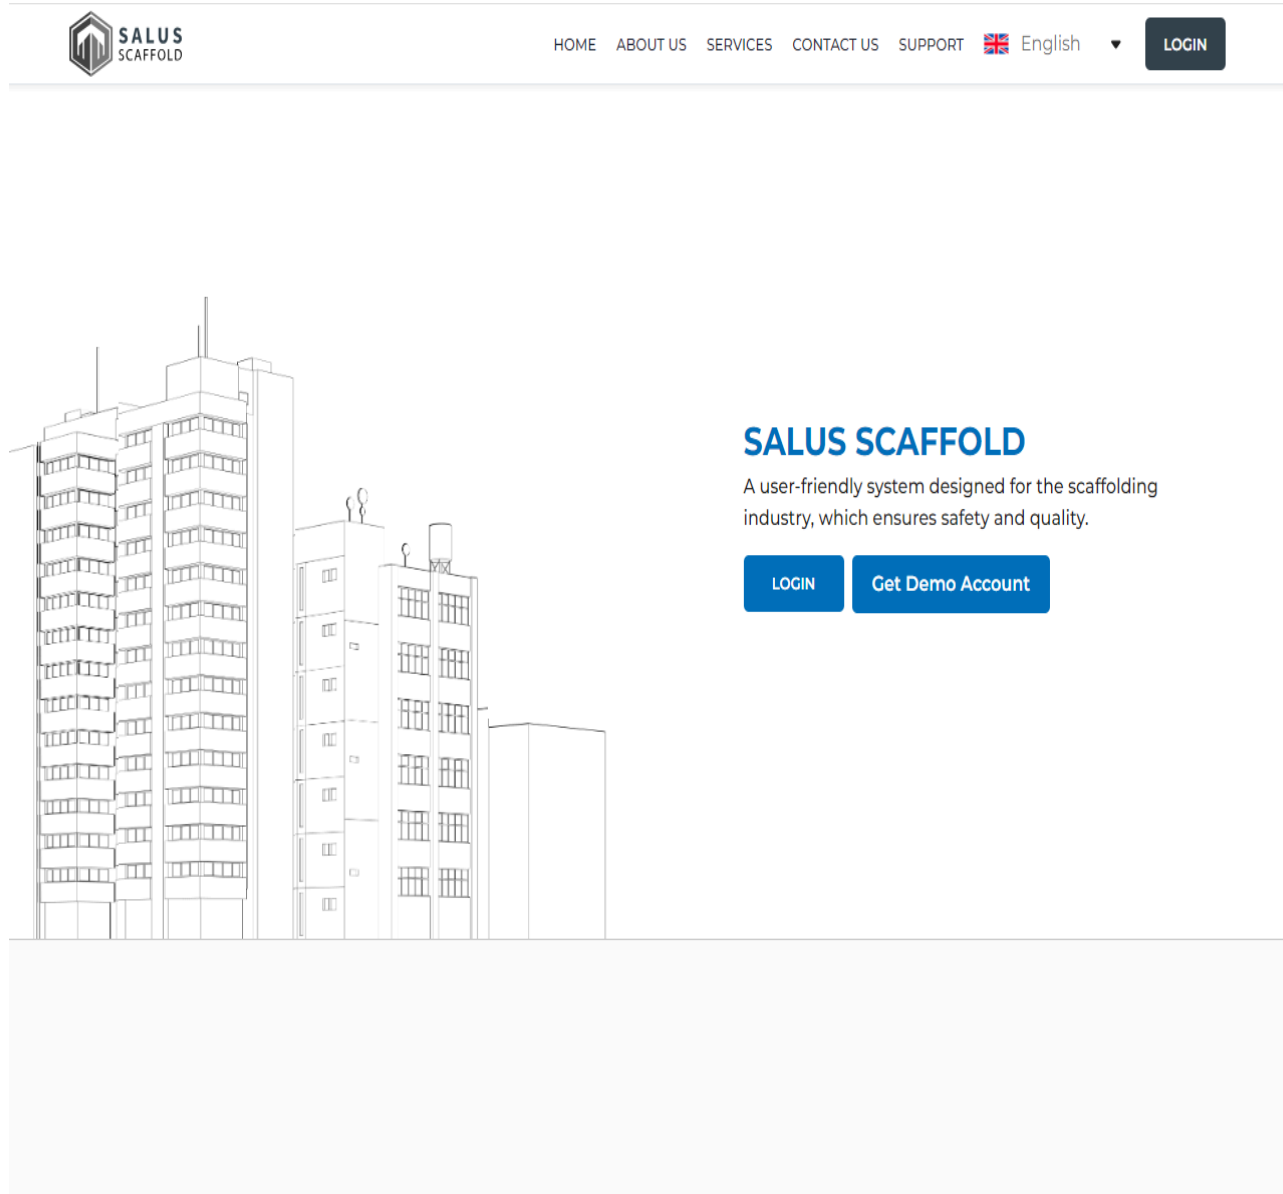 SALUS
SCAFFOLD
HOME ABOUT US SERVICES CONTACT US SUPPORT English LOGIN
SALUS SCAFFOLD
A user-friendly system designed for the scaffolding
industry, which ensures safety and quality.
LOGIN Get Demo Account